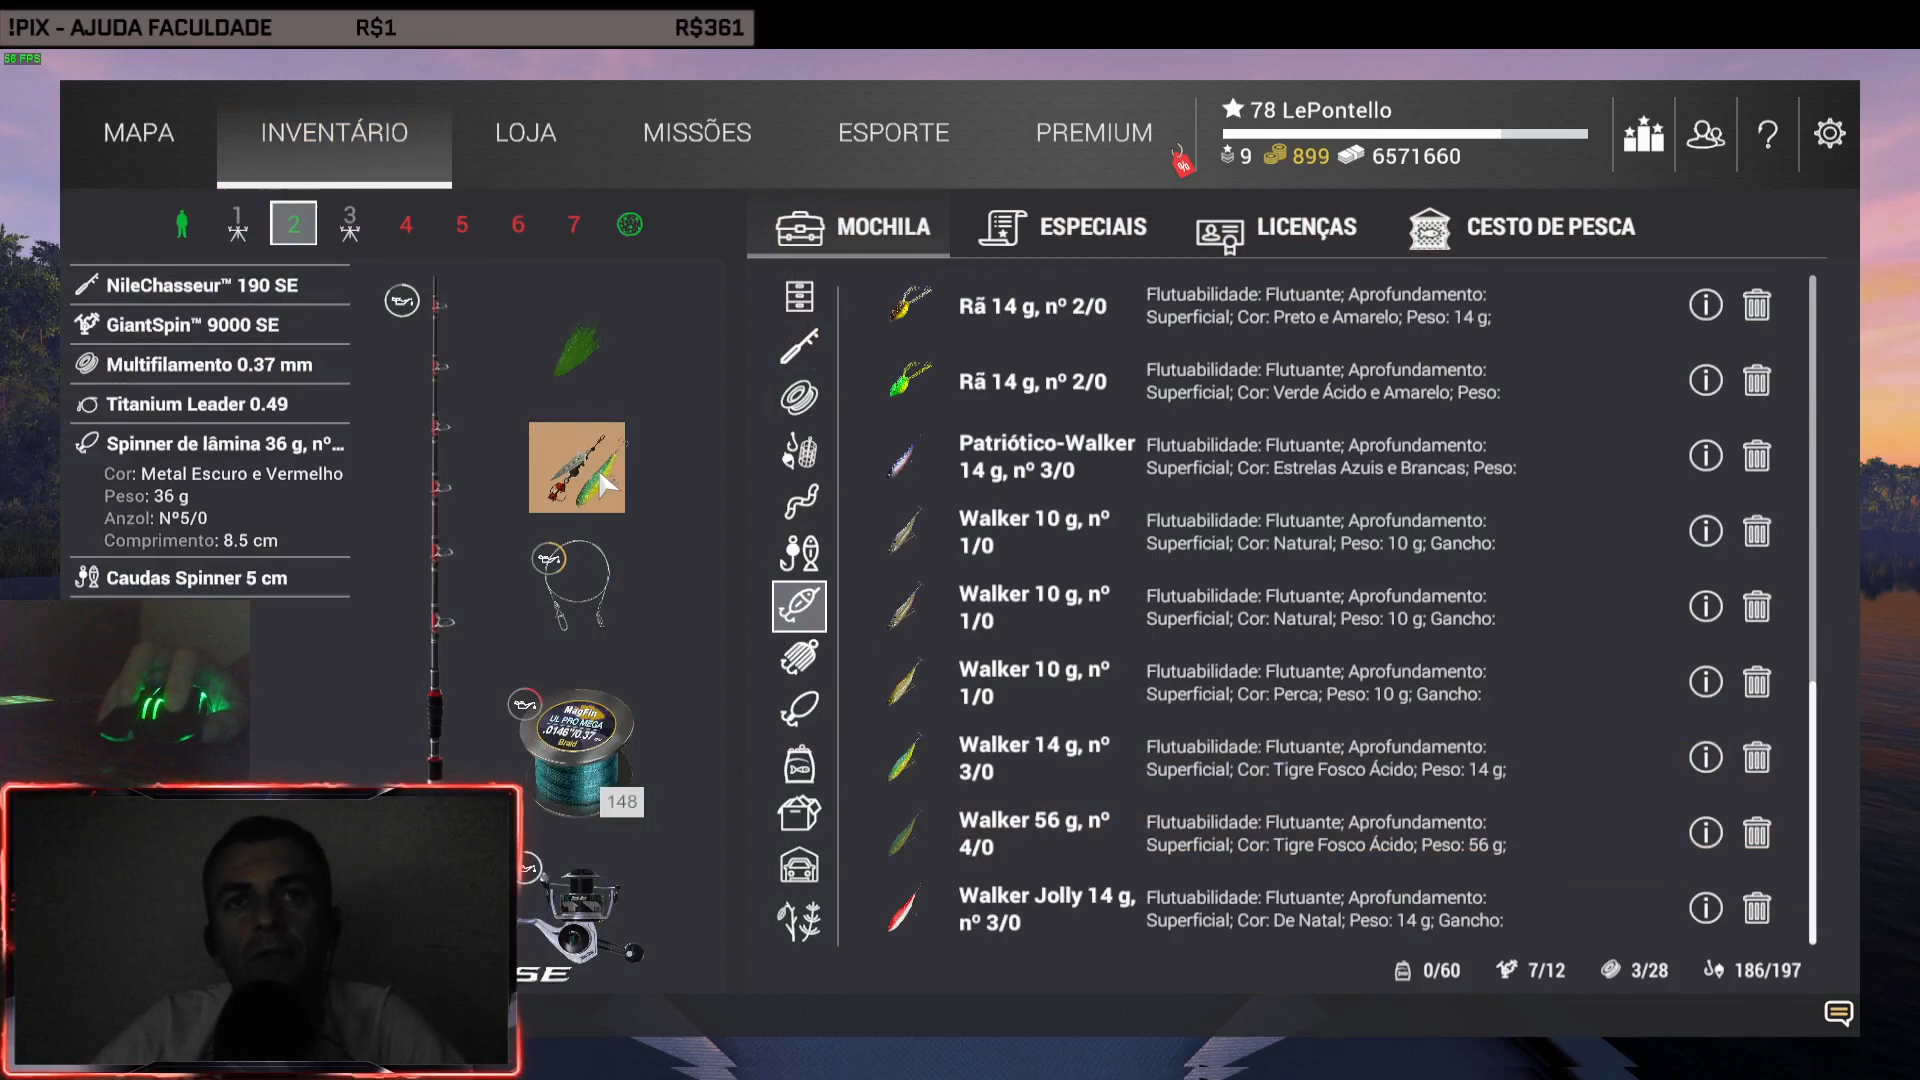 !PIX - AJUDA FACULDADE R$1 R$361
56 FPS
MAPA INVENTÁRIO LOJA MISSÕES ESPORTE PREMIUM
%
78 LePontello
9 899 6571660
?
1 2 3 4 5 6 7
MOCHILA ESPECIAIS LICENÇAS CESTO DE PESCA
NileChasseur™ 190 SE
GiantSpin™ 9000 SE
Multifilamento 0.37 mm
Titanium Leader 0.49
Spinner de lâmina 36 g, nº...
Cor: Metal Escuro e Vermelho
Peso: 36 g
Anzol: Nº5/0
Comprimento: 8.5 cm
Caudas Spinner 5 cm
MagFin
UL PRO MEGA
.0146"/0.37
Braid
148
SE
Rã 14 g, nº 2/0
Flutuabilidade: Flutuante; Aprofundamento:
Superficial; Cor: Preto e Amarelo; Peso: 14 g;
Rã 14 g, nº 2/0
Flutuabilidade: Flutuante; Aprofundamento:
Superficial; Cor: Verde Ácido e Amarelo; Peso:
Patriótico-Walker
14 g, nº 3/0
Flutuabilidade: Flutuante; Aprofundamento:
Superficial; Cor: Estrelas Azuis e Brancas; Peso:
Walker 10 g, nº
1/0
Flutuabilidade: Flutuante; Aprofundamento:
Superficial; Cor: Natural; Peso: 10 g; Gancho:
Walker 10 g, nº
1/0
Flutuabilidade: Flutuante; Aprofundamento:
Superficial; Cor: Natural; Peso: 10 g; Gancho:
Walker 10 g, nº
1/0
Flutuabilidade: Flutuante; Aprofundamento:
Superficial; Cor: Perca; Peso: 10 g; Gancho:
Walker 14 g, nº
3/0
Flutuabilidade: Flutuante; Aprofundamento:
Superficial; Cor: Tigre Fosco Ácido; Peso: 14 g;
Walker 56 g, nº
4/0
Flutuabilidade: Flutuante; Aprofundamento:
Superficial; Cor: Tigre Fosco Ácido; Peso: 56 g;
Walker Jolly 14 g,
nº 3/0
Flutuabilidade: Flutuante; Aprofundamento:
Superficial; Cor: De Natal; Peso: 14 g; Gancho:
0/60 7/12 3/28 186/197